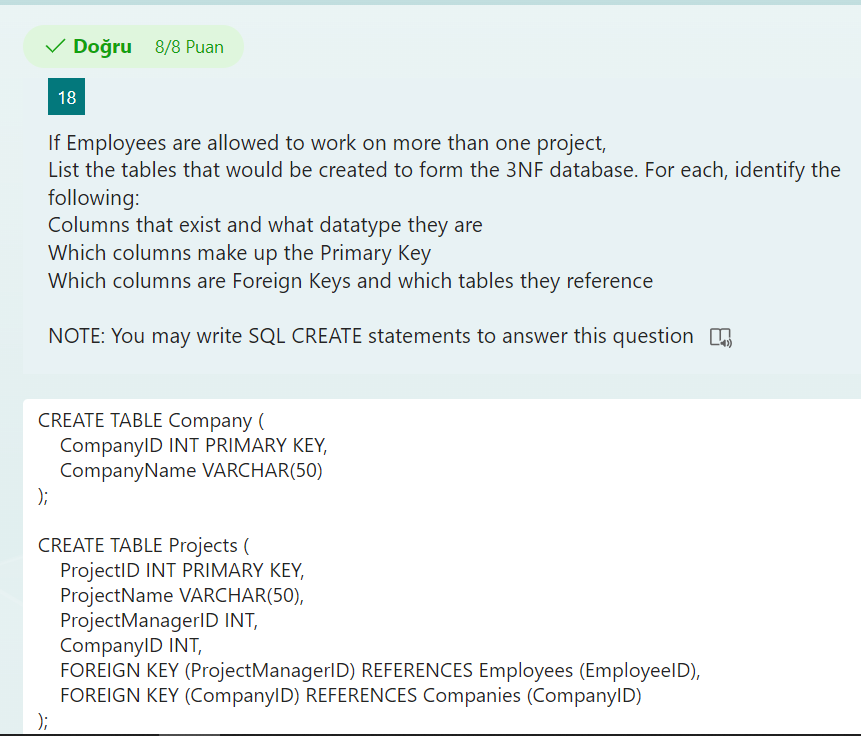 Doğru 8/8 Puan
18
If Employees are allowed to work on more than one project,
List the tables that would be created to form the 3NF database. For each, identify the
following:
Columns that exist and what datatype they are
Which columns make up the Primary Key
Which columns are Foreign Keys and which tables they reference
NOTE: You may write SQL CREATE statements to answer this question
CREATE TABLE Company (
CompanyID INT PRIMARY KEY,
CompanyName VARCHAR(50)
);
CREATE TABLE Projects (
ProjectID INT PRIMARY KEY,
ProjectName VARCHAR(50),
ProjectManagerID INT,
CompanyID INT,
FOREIGN KEY (ProjectManagerID) REFERENCES Employees (EmployeeID),
FOREIGN KEY (CompanyID) REFERENCES Companies (CompanyID)
);